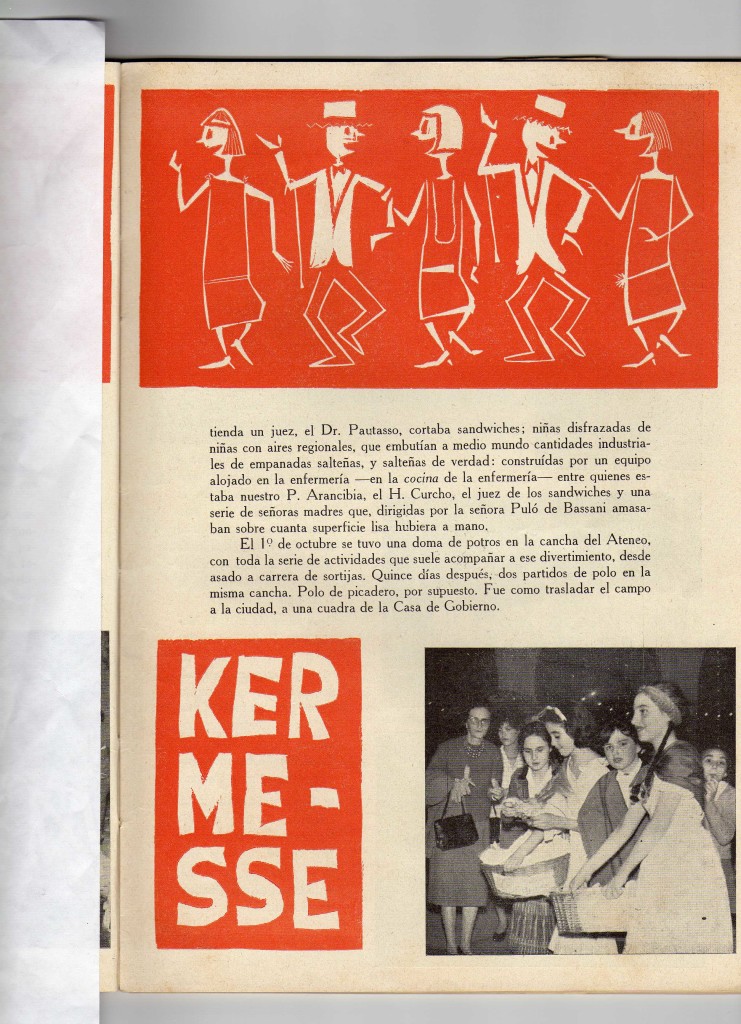 tienda un juez, el Dr. Pautasso, cortaba sandwiches; niñas disfrazadas de
niñas con aires regionales, que embutían a medio mundo cantidades industria-
les de empanadas salteñas, y salteñas de verdad: construídas por un equipo
alojado en la enfermería —en la cocina de la enfermería— entre quienes es-
taba nuestro P. Arancibia, el H. Curcho, el juez de los sandwiches y una
serie de señoras madres que, dirigidas por la señora Puló de Bassani amasa-
ban sobre cuanta superficie lisa hubiera a mano.
El 1º de octubre se tuvo una doma de potros en la cancha del Ateneo,
con toda la serie de actividades que suele acompañar a ese divertimiento, desde
asado a carrera de sortijas. Quince días después, dos partidos de polo en la
misma cancha. Polo de picadero, por supuesto. Fue como trasladar el campo
a la ciudad, a una cuadra de la Casa de Gobierno.
KER
ME-
SSE